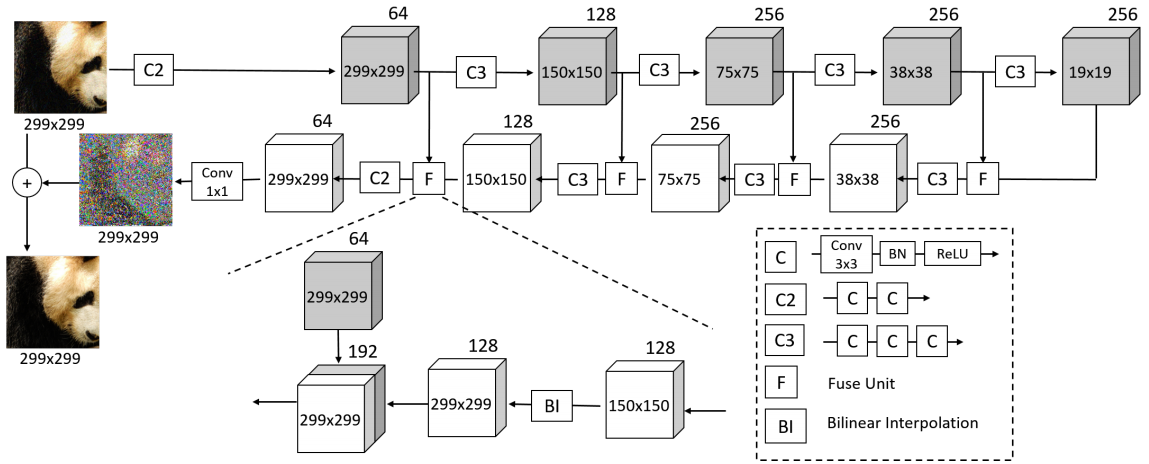 64
128
256
256
256
C2
299x299
C3
150x150
C3
75x75
C3
38x38
C3
19x19
299x299
64
128
256
256
+
Conv
1x1
299x299
C2
F
150x150
C3
F
75x75
C3
F
38x38
C3
F
299x299
299x299
64
299x299
192
128
128
299x299
299x299
BI
150x150
C
Conv
3x3
BN
ReLU
C2
C
C
C3
C
C
C
F
Fuse Unit
BI
Bilinear Interpolation